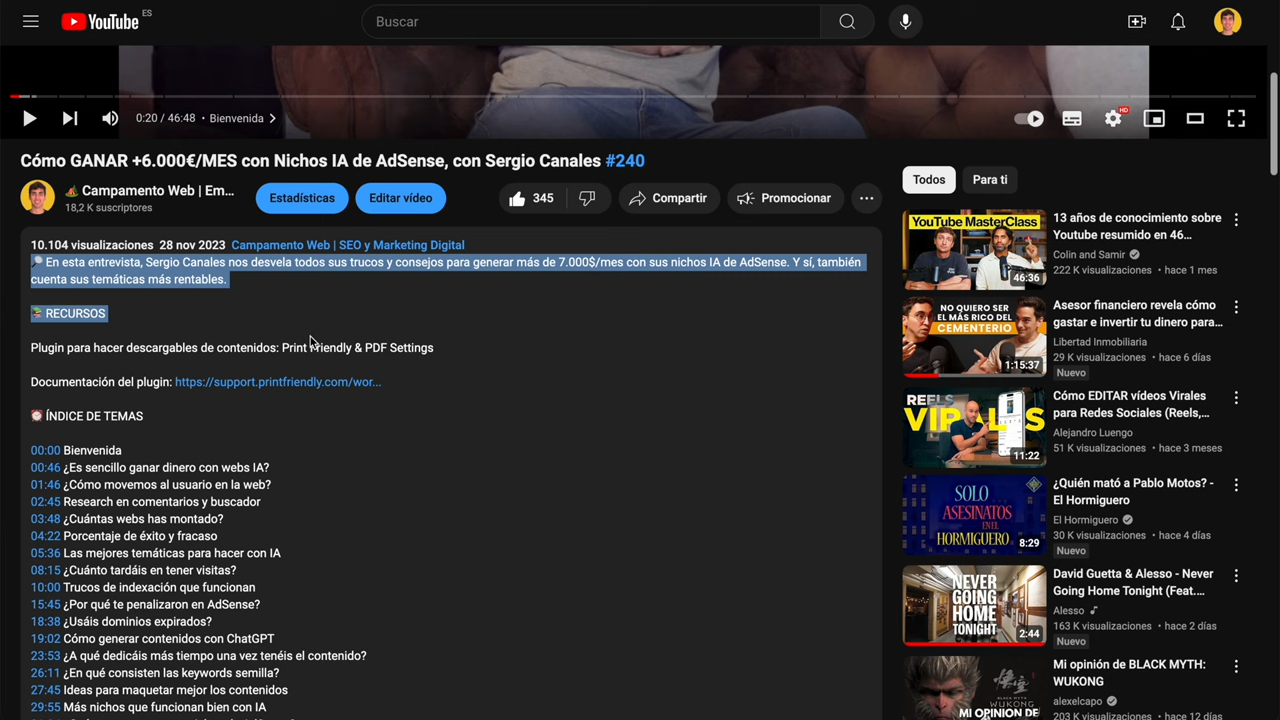 YouTube ES
Buscar
0:20 / 46:48 • Bienvenida
HD
Cómo GANAR +6.000€/MES con Nichos IA de AdSense, con Sergio Canales #240
🏕️ Campamento Web | Em...
18,2 K suscriptores
Estadísticas
Editar vídeo
345
Compartir
Promocionar
10.104 visualizaciones 28 nov 2023 Campamento Web | SEO y Marketing Digital
🔎 En esta entrevista, Sergio Canales nos desvela todos sus trucos y consejos para generar más de 7.000$/mes con sus nichos IA de AdSense. Y sí, también
cuenta sus temáticas más rentables.
📚 RECURSOS
Plugin para hacer descargables de contenidos: Print Friendly & PDF Settings
Documentación del plugin: https://support.printfriendly.com/wor...
⏰ ÍNDICE DE TEMAS
00:00 Bienvenida
00:46 ¿Es sencillo ganar dinero con webs IA?
01:46 ¿Cómo movemos al usuario en la web?
02:45 Research en comentarios y buscador
03:48 ¿Cuántas webs has montado?
04:22 Porcentaje de éxito y fracaso
05:36 Las mejores temáticas para hacer con IA
08:15 ¿Cuánto tardáis en tener visitas?
10:00 Trucos de indexación que funcionan
15:45 ¿Por qué te penalizaron en AdSense?
18:38 ¿Usáis dominios expirados?
19:02 Cómo generar contenidos con ChatGPT
23:53 ¿A qué dedicáis más tiempo una vez tenéis el contenido?
26:11 ¿En qué consisten las keywords semilla?
27:45 Ideas para maquetar mejor los contenidos
29:55 Más nichos que funcionan bien con IA
Todos
Para ti
YouTube MasterClass
46:36
13 años de conocimiento sobre
Youtube resumido en 46...
Colin and Samir
222 K visualizaciones • hace 1 mes
NO QUIERO SER
EL MÁS RICO DEL
CEMENTERIO
1:15:37
Asesor financiero revela cómo
gastar e invertir tu dinero para...
Libertad Inmobiliaria
29 K visualizaciones • hace 6 días
Nuevo
REELS
VIRALES
11:22
Cómo EDITAR vídeos Virales
para Redes Sociales (Reels,...
Alejandro Luengo
51 K visualizaciones • hace 3 meses
SOLO
ASESINATOS
EN EL
HORMIGUERO
8:29
¿Quién mató a Pablo Motos? -
El Hormiguero
El Hormiguero
30 K visualizaciones • hace 4 días
Nuevo
NEVER
GOING
HOME
TONIGHT
2:44
David Guetta & Alesso - Never
Going Home Tonight (Feat....
Alesso
163 K visualizaciones • hace 2 días
Nuevo
WUKONG
MI OPINION DE
Mi opinión de BLACK MYTH:
WUKONG
alexelcapo
203 K visualizaciones • hace 12 días